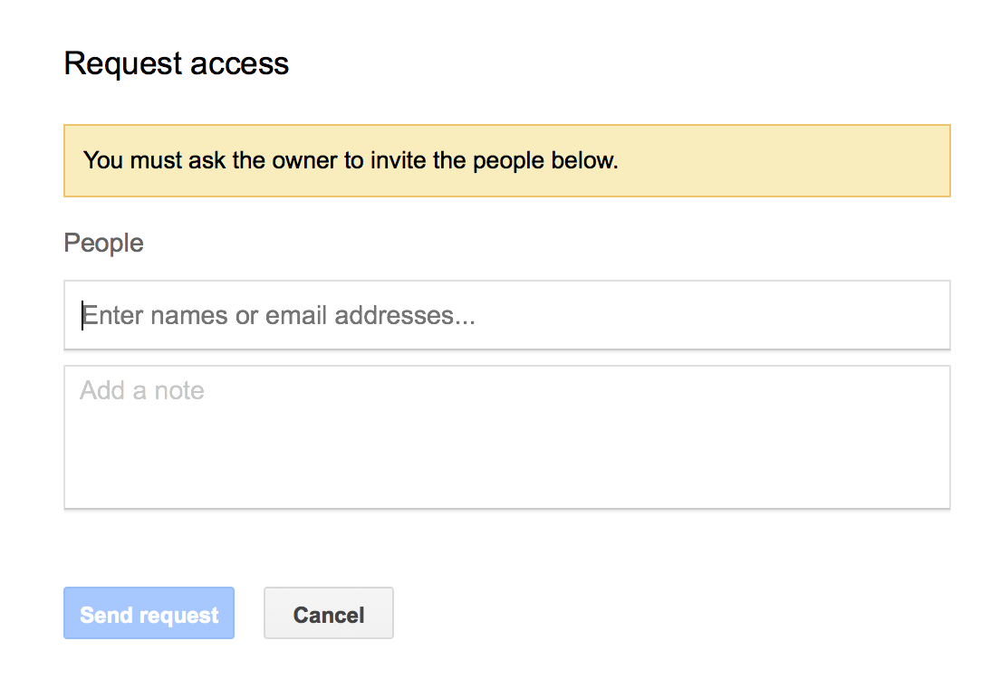 Request access
You must ask the owner to invite the people below.
People
Enter names or email addresses...
Add a note
Send request
Cancel